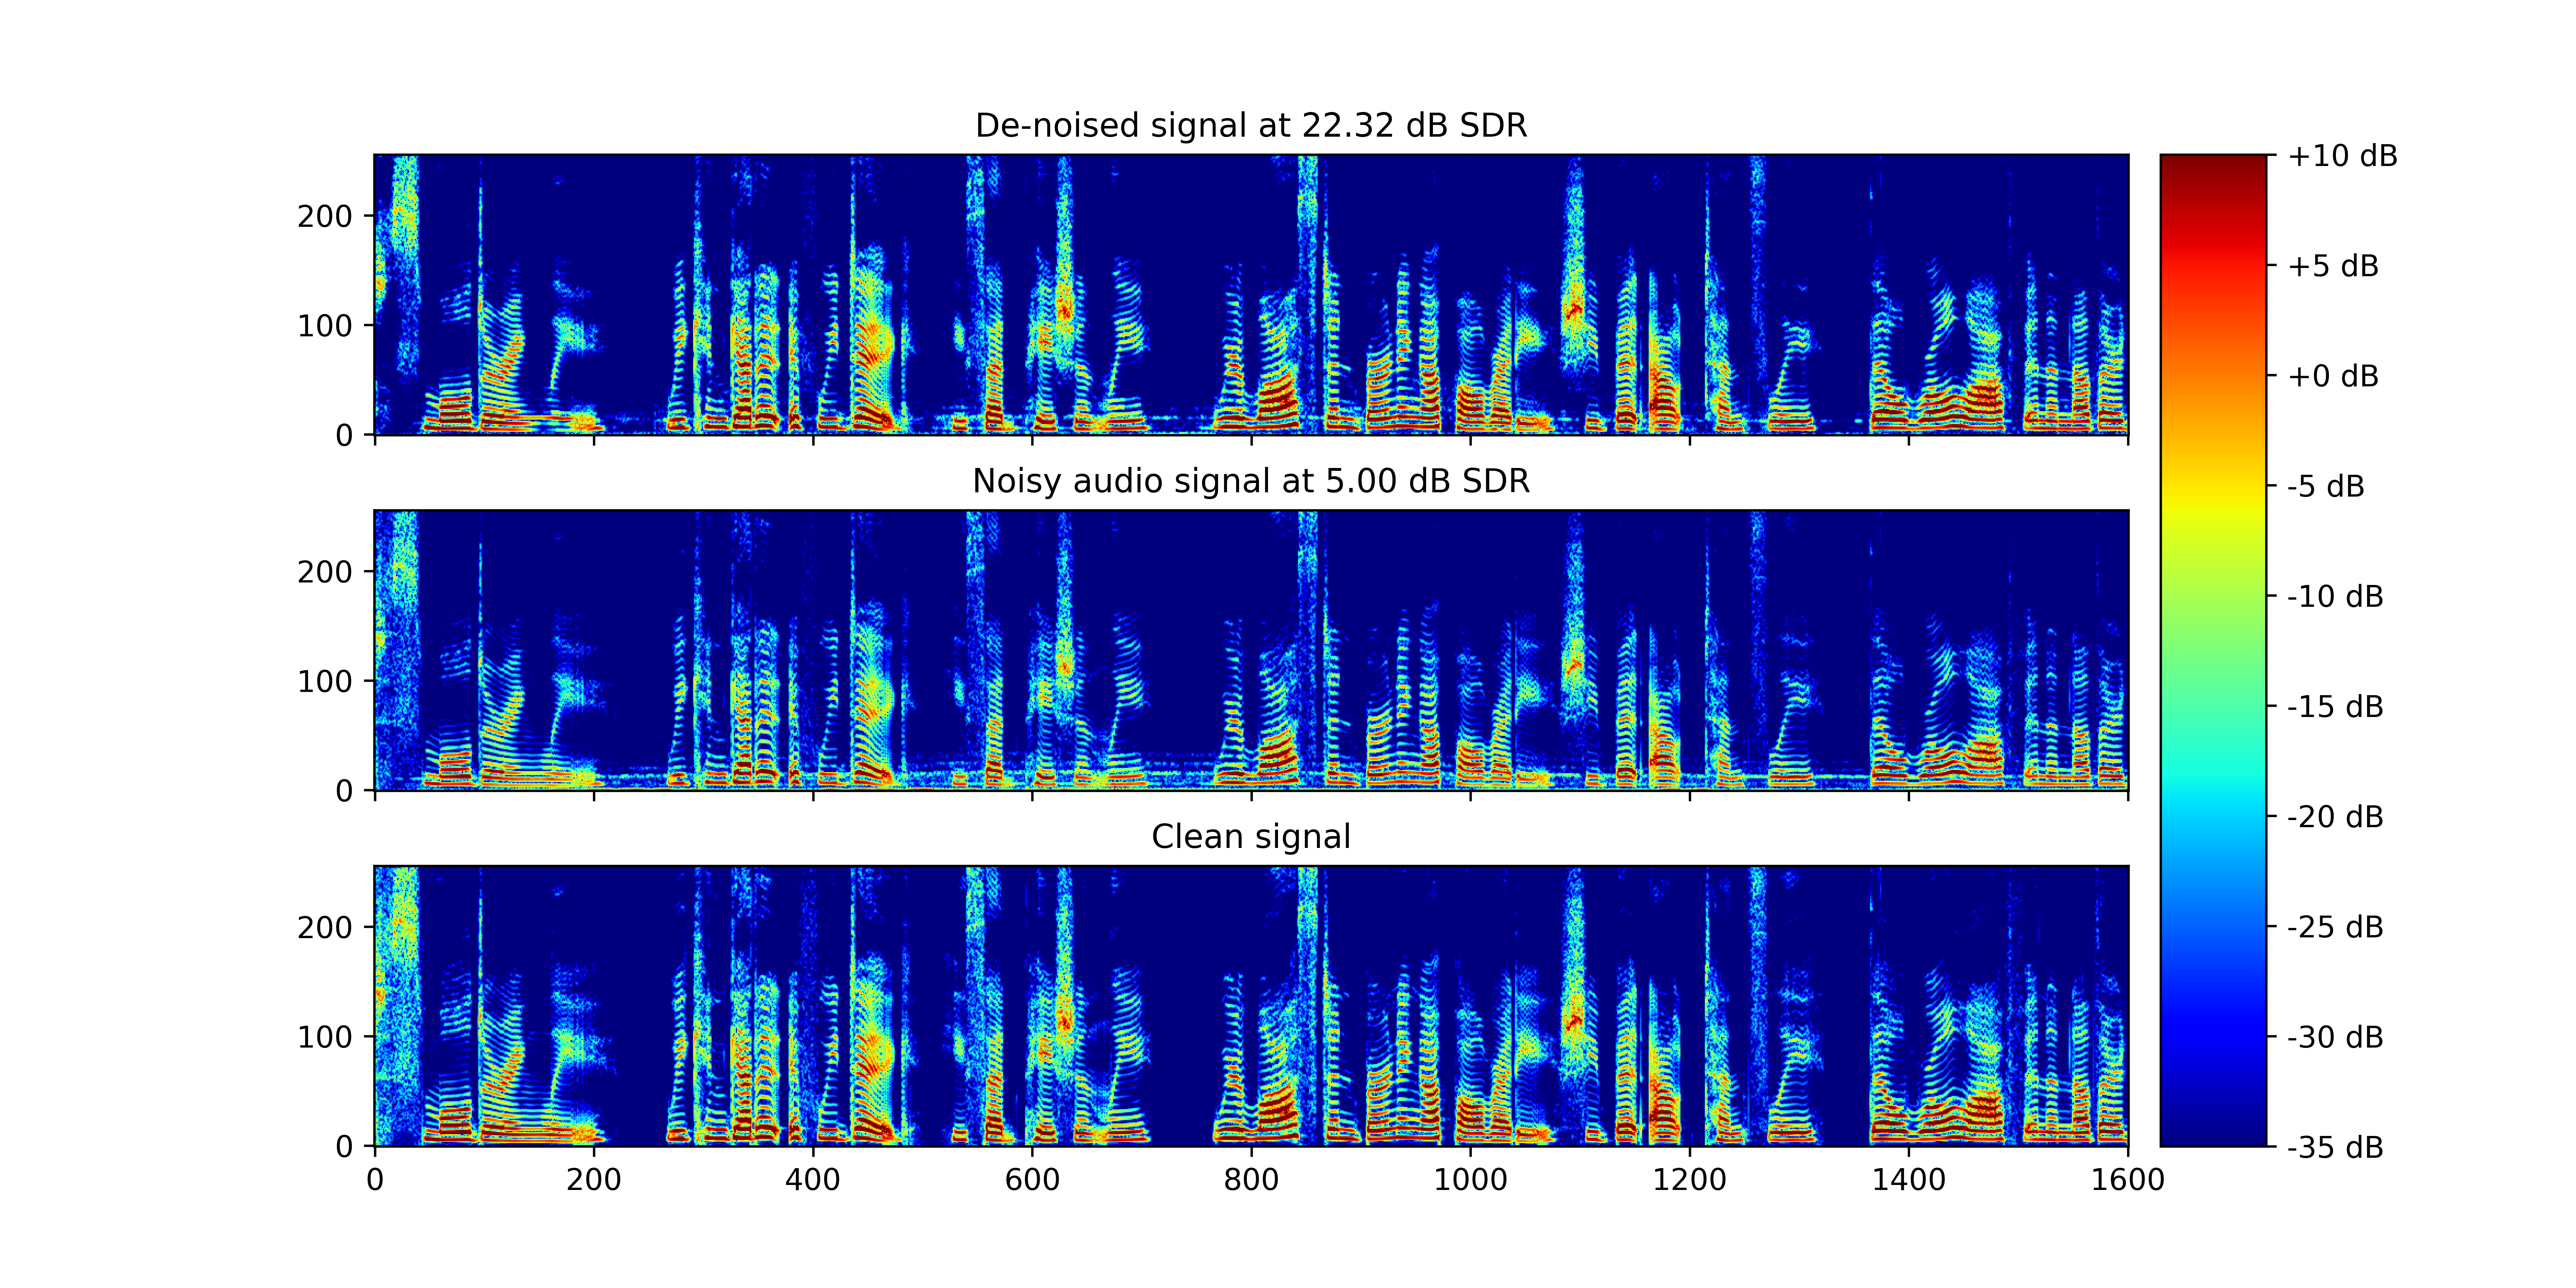 De-noised signal at 22.32 dB SDR
200
100
0
Noisy audio signal at 5.00 dB SDR
200
100
0
Clean signal
200
100
0
0 200 400 600 800 1000 1200 1400 1600
+10 dB
+5 dB
+0 dB
-5 dB
-10 dB
-15 dB
-20 dB
-25 dB
-30 dB
-35 dB